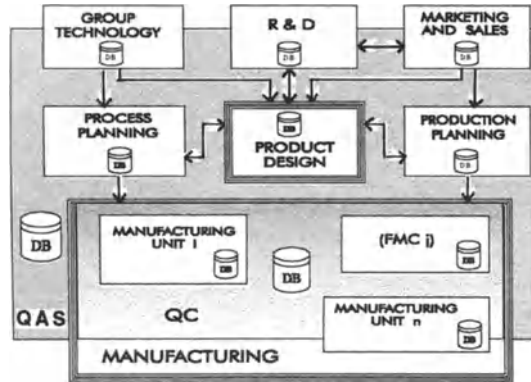 GROUP
TECHNOLOGY
DB
R & D
DB
MARKETING
AND SALES
DB
PROCESS
PLANNING
DB
DB
PRODUCT
DESIGN
PRODUCTION
PLANNING
DB
DB
MANUFACTURING
UNIT i
DB
DB
(FMC j)
DB
QAS
QC
MANUFACTURING
UNIT n
DB
MANUFACTURING